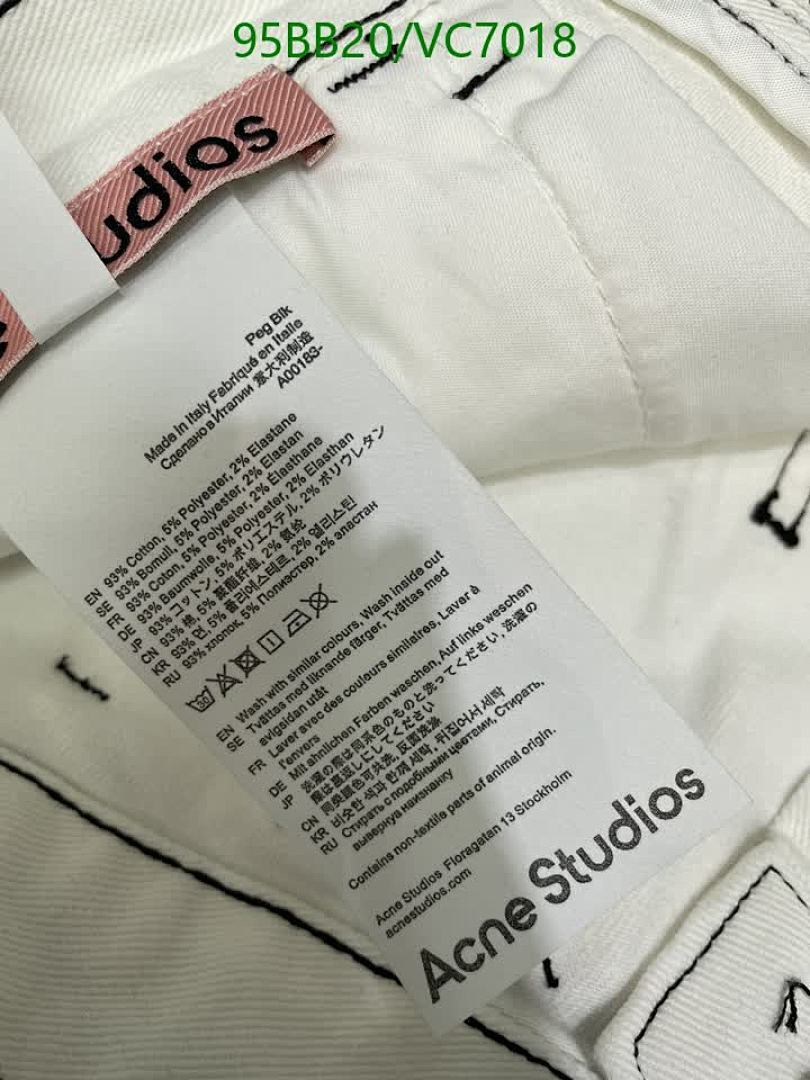 95BB20/VC7018
udios
Peg Blk
Made in Italy Fabriqué en Italie
Сделано в Италии 意大利制造
A00183-
EN 93% Cotton, 5% Polyester, 2% Elastane
SE 93% Bomull, 5% Polyester, 2% Elastan
FR 93% Coton, 5% Polyester, 2% Élasthane
DE 93% Baumwolle, 5% Polyester, 2% Elasthan
JP 93% コットン, 5% ポリエステル, 2% ポリウレタン
CN 93% 棉, 5% 聚酯纤维, 2% 氨纶
KR 93% 면, 5% 폴리에스테르, 2% 엘라스틴
RU 93% хлопок, 5% Полиэстер, 2% эластан
30
EN Wash with similar colours, Wash inside out
SE Tvättas med liknande färger, Tvättas med
avigsidan utåt
FR Laver avec des couleurs similaires, Laver à
l'envers
DE Mit ähnlichen Farben waschen, Auf links waschen
JP 洗濯の際は同系色のものと洗ってください, 洗濯の
際は裏返しにしてください
CN 同类颜色可共洗, 反面洗涤
KR 비슷한 색과 함께 세탁, 뒤집어서 세탁
RU Стирать с подобными цветами, Стирать,
вывернув наизнанку
Contains non-textile parts of animal origin.
Acne Studios Floragatan 13 Stockholm
acnestudios.com
Acne Studios